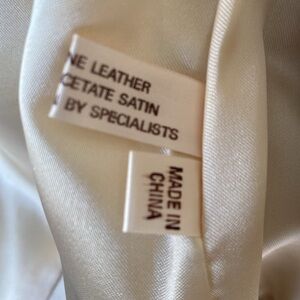 NE LEATHER
CETATE SATIN
BY SPECIALISTS
MADE IN
CHINA